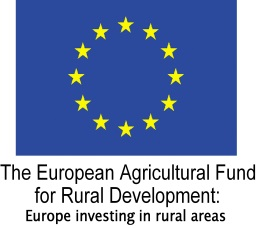 The European Agricultural Fund
for Rural Development:
Europe investing in rural areas